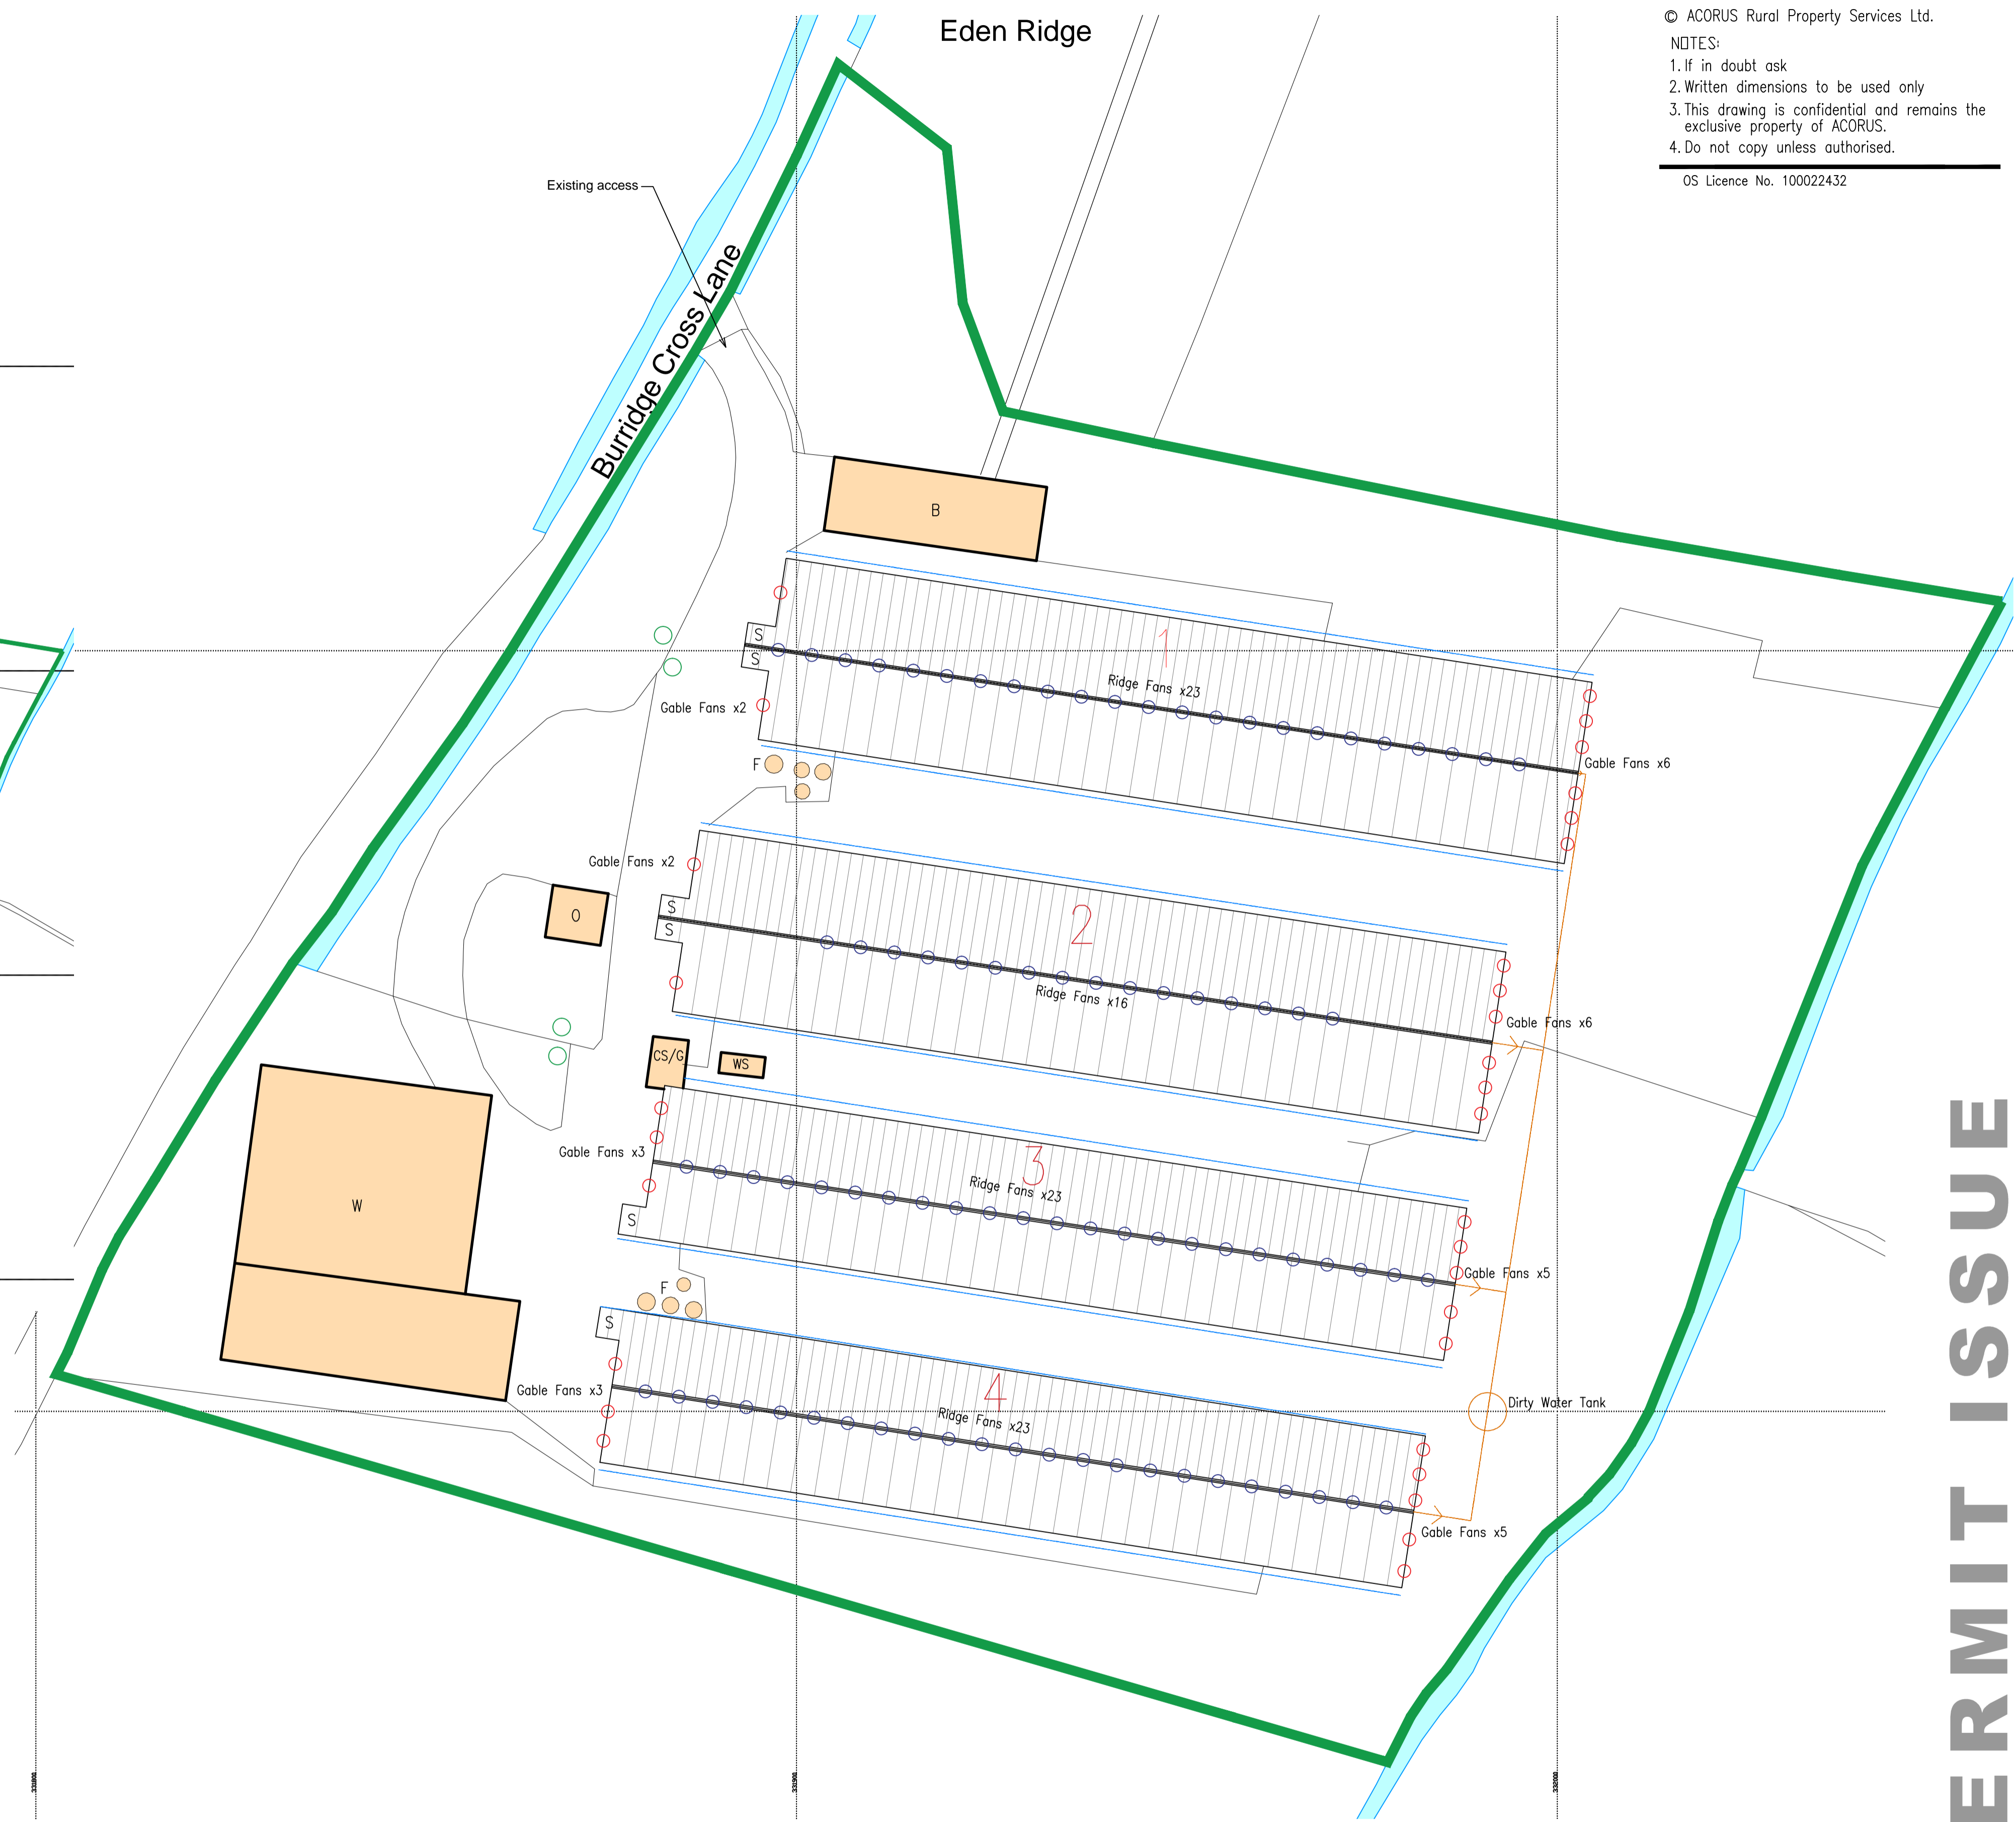 Eden Ridge
© ACORUS Rural Property Services Ltd.
NOTES:
1. If in doubt ask
2. Written dimensions to be used only
3. This drawing is confidential and remains the
exclusive property of ACORUS.
4. Do not copy unless authorised.
OS Licence No. 100022432
Existing access
Burridge Cross Lane
B
S
S
1
Ridge Fans x23
Gable Fans x2
Gable Fans x6
F
Gable Fans x2
S
S
2
O
Ridge Fans x16
Gable Fans x6
CS/G
WS
Gable Fans x3
3
Ridge Fans x23
S
W
Gable Fans x5
F
S
4
Gable Fans x3
Ridge Fans x23
Dirty Water Tank
Gable Fans x5
331900
332000
ERMIT ISSUE